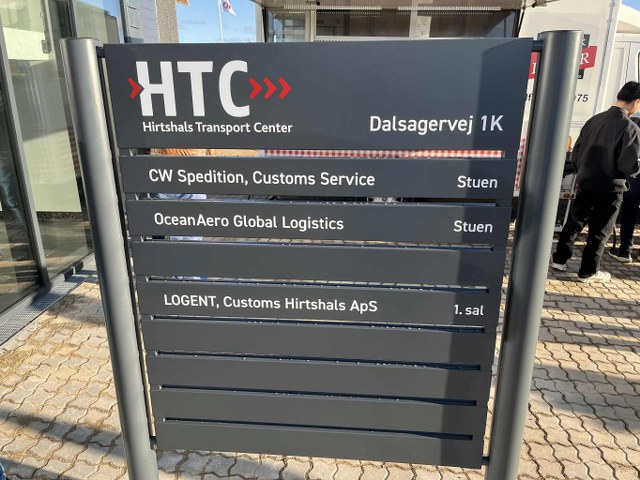 HTC
Hirtshals Transport Center
Dalsagervej 1K
CW Spedition, Customs Service Stuen
OceanAero Global Logistics Stuen
LOGENT, Customs Hirtshals ApS 1. sal
75